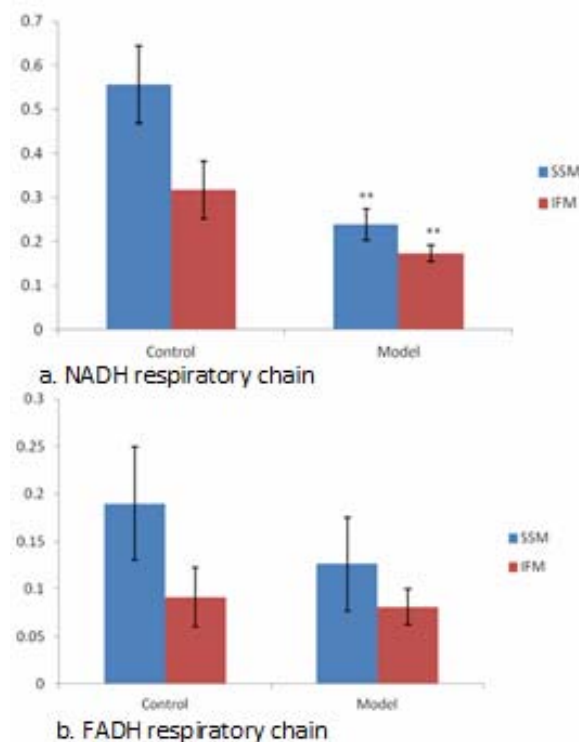 0.7
0.6
0.5
0.4
0.3
0.2
0.1
0
** **
SSM
IFM
Control Model
a. NADH respiratory chain
0.3
0.25
0.2
0.15
0.1
0.05
0
SSM
IFM
Control Model
b. FADH respiratory chain